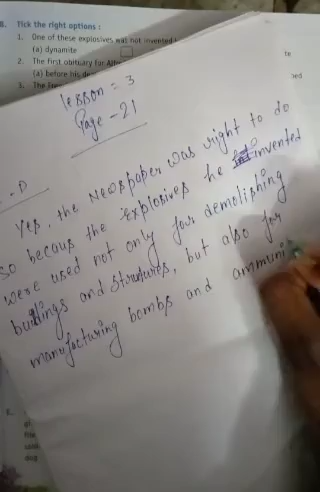 B. Tick the right options :
1. One of these explosives was not invented
(a) dynamite
2. The first obituary for
(a) before his
3. The
lesson = 3
Page - 21
- D
Yes, the Newspaper was right to do
so becaus the explosives he invented
were used not only four demolishing
buildings and Structures, but also for
manufacturing bombs and ammuni